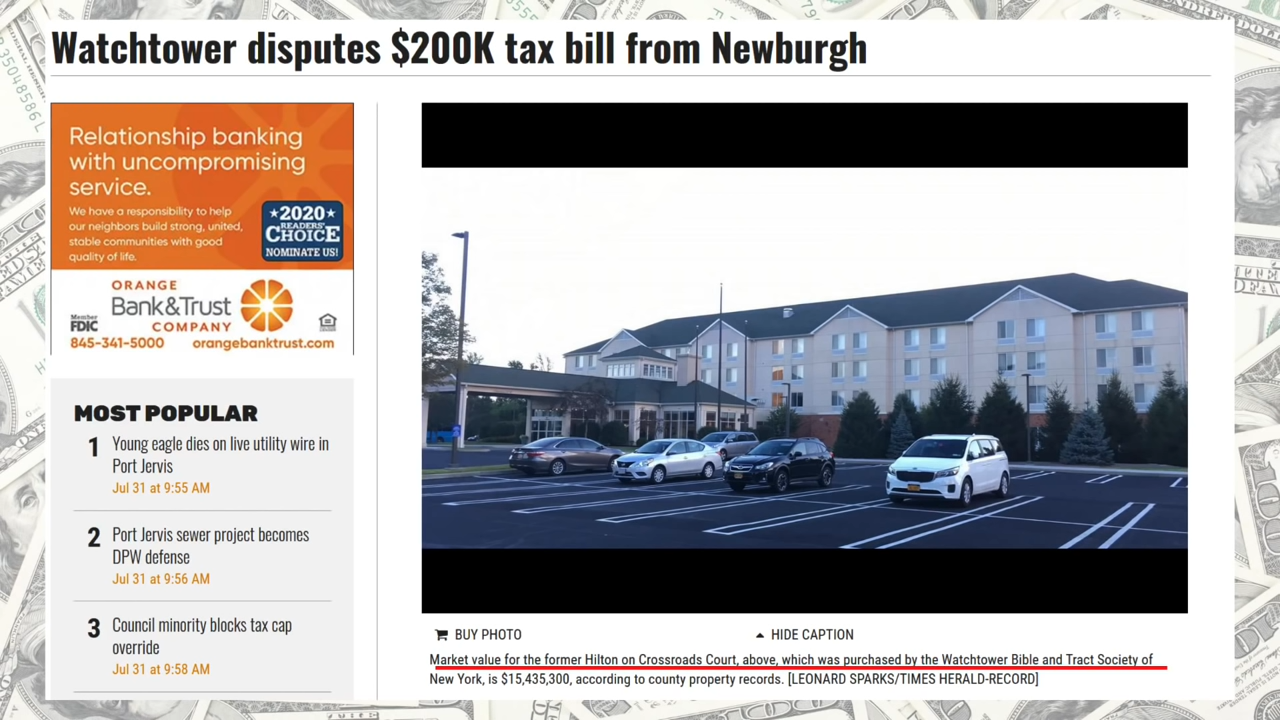 Watchtower disputes $200K tax bill from Newburgh
Relationship banking
with uncompromising
service.
We have a responsibility to help
our neighbors build strong, united,
stable communities with good
quality of life.
★2020★
READERS'
CHOICE
NOMINATE US!
ORANGE
Bank&Trust
COMPANY
Member
FDIC
845-341-5000
orangebanktrust.com
MOST POPULAR
1 Young eagle dies on live utility wire in
Port Jervis
Jul 31 at 9:55 AM
2 Port Jervis sewer project becomes
DPW defense
Jul 31 at 9:56 AM
3 Council minority blocks tax cap
override
Jul 31 at 9:58 AM
BUY PHOTO
HIDE CAPTION
Market value for the former Hilton on Crossroads Court, above, which was purchased by the Watchtower Bible and Tract Society of
New York, is $15,435,300, according to county property records. [LEONARD SPARKS/TIMES HERALD-RECORD]